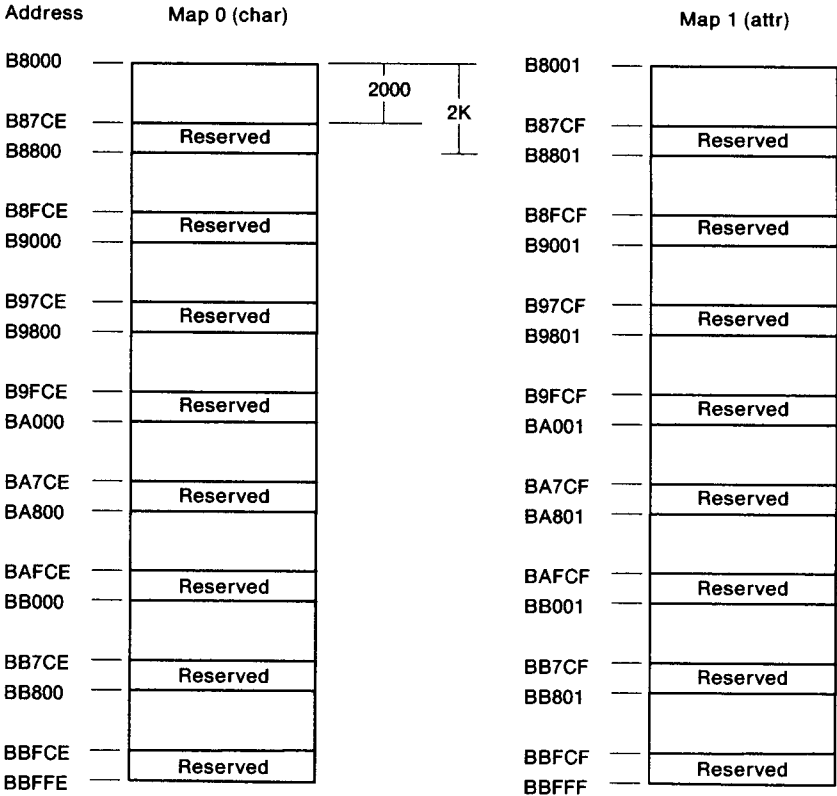 Address Map 0 (char) Map 1 (attr)
B8000 B8001
2000
2K
B87CE Reserved B87CF Reserved
B8800 B8801
B8FCE Reserved B8FCF Reserved
B9000 B9001
B97CE Reserved B97CF Reserved
B9800 B9801
B9FCE Reserved B9FCF Reserved
BA000 BA001
BA7CE Reserved BA7CF Reserved
BA800 BA801
BAFCE Reserved BAFCF Reserved
BB000 BB001
BB7CE Reserved BB7CF Reserved
BB800 BB801
BBFCE Reserved BBFCF Reserved
BBFFE BBFFF